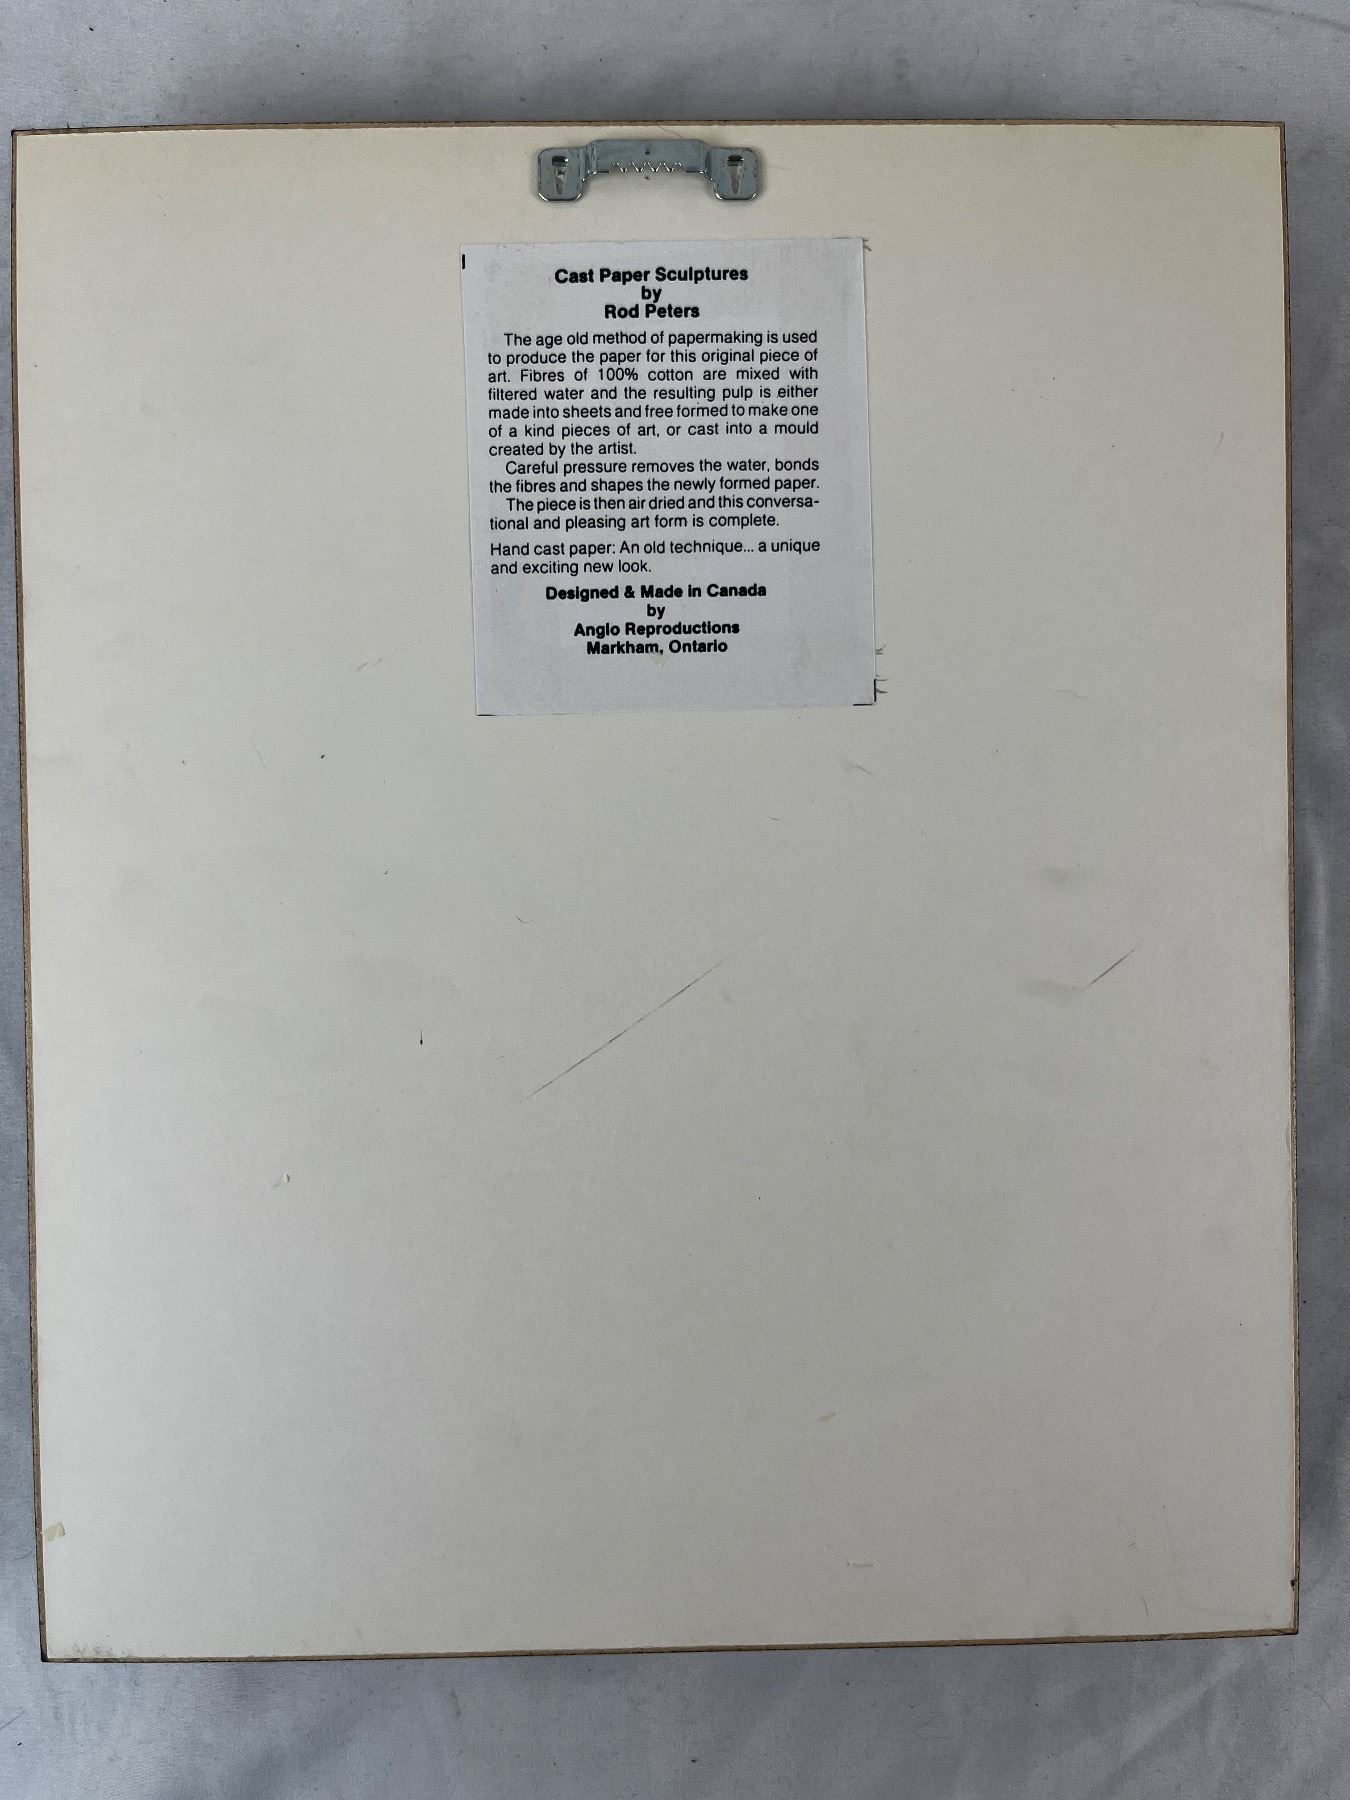 Cast Paper Sculptures
by
Rod Peters
The age old method of papermaking is used
to produce the paper for this original piece of
art. Fibres of 100% cotton are mixed with
filtered water and the resulting pulp is either
made into sheets and free formed to make one
of a kind pieces of art, or cast into a mould
created by the artist.
Careful pressure removes the water, bonds
the fibres and shapes the newly formed paper.
The piece is then air dried and this conversa-
tional and pleasing art form is complete.
Hand cast paper: An old technique... a unique
and exciting new look.
Designed & Made in Canada
by
Anglo Reproductions
Markham, Ontario